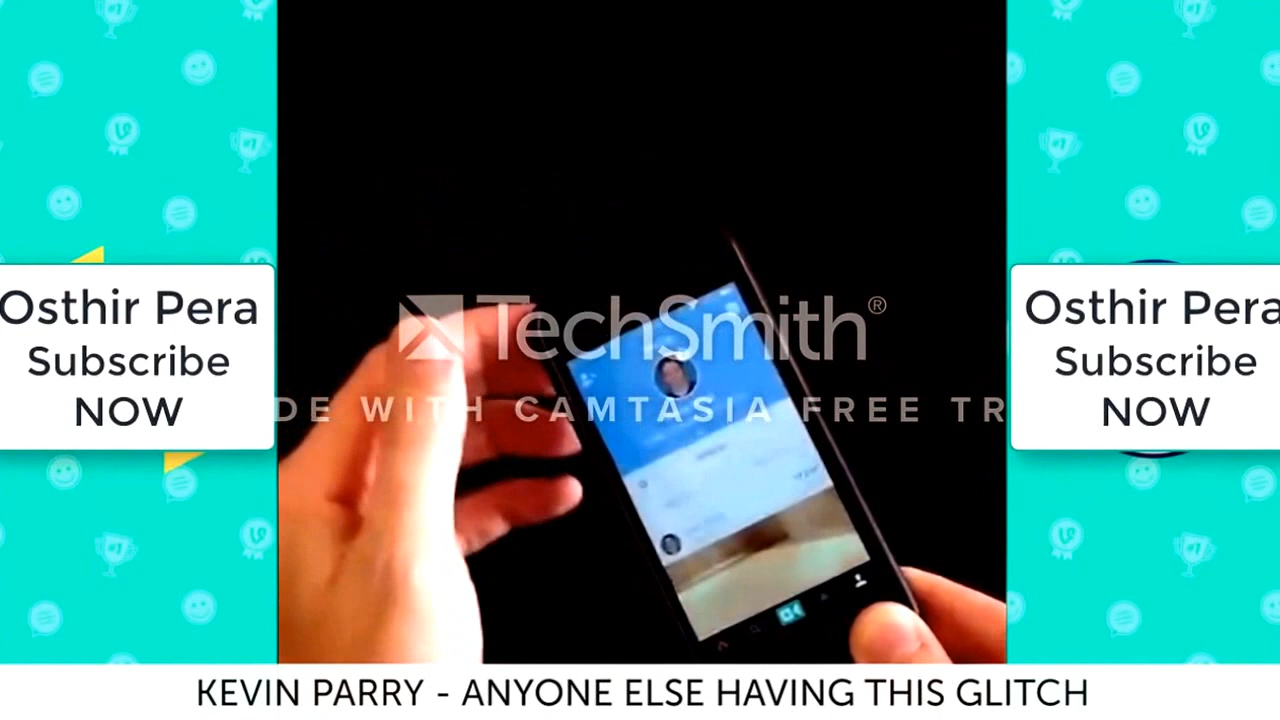 Osthir Pera
Subscribe
NOW
TechSmith®
DE WITH CAMTASIA FREE TR
Osthir Pera
Subscribe
NOW
KEVIN PARRY - ANYONE ELSE HAVING THIS GLITCH